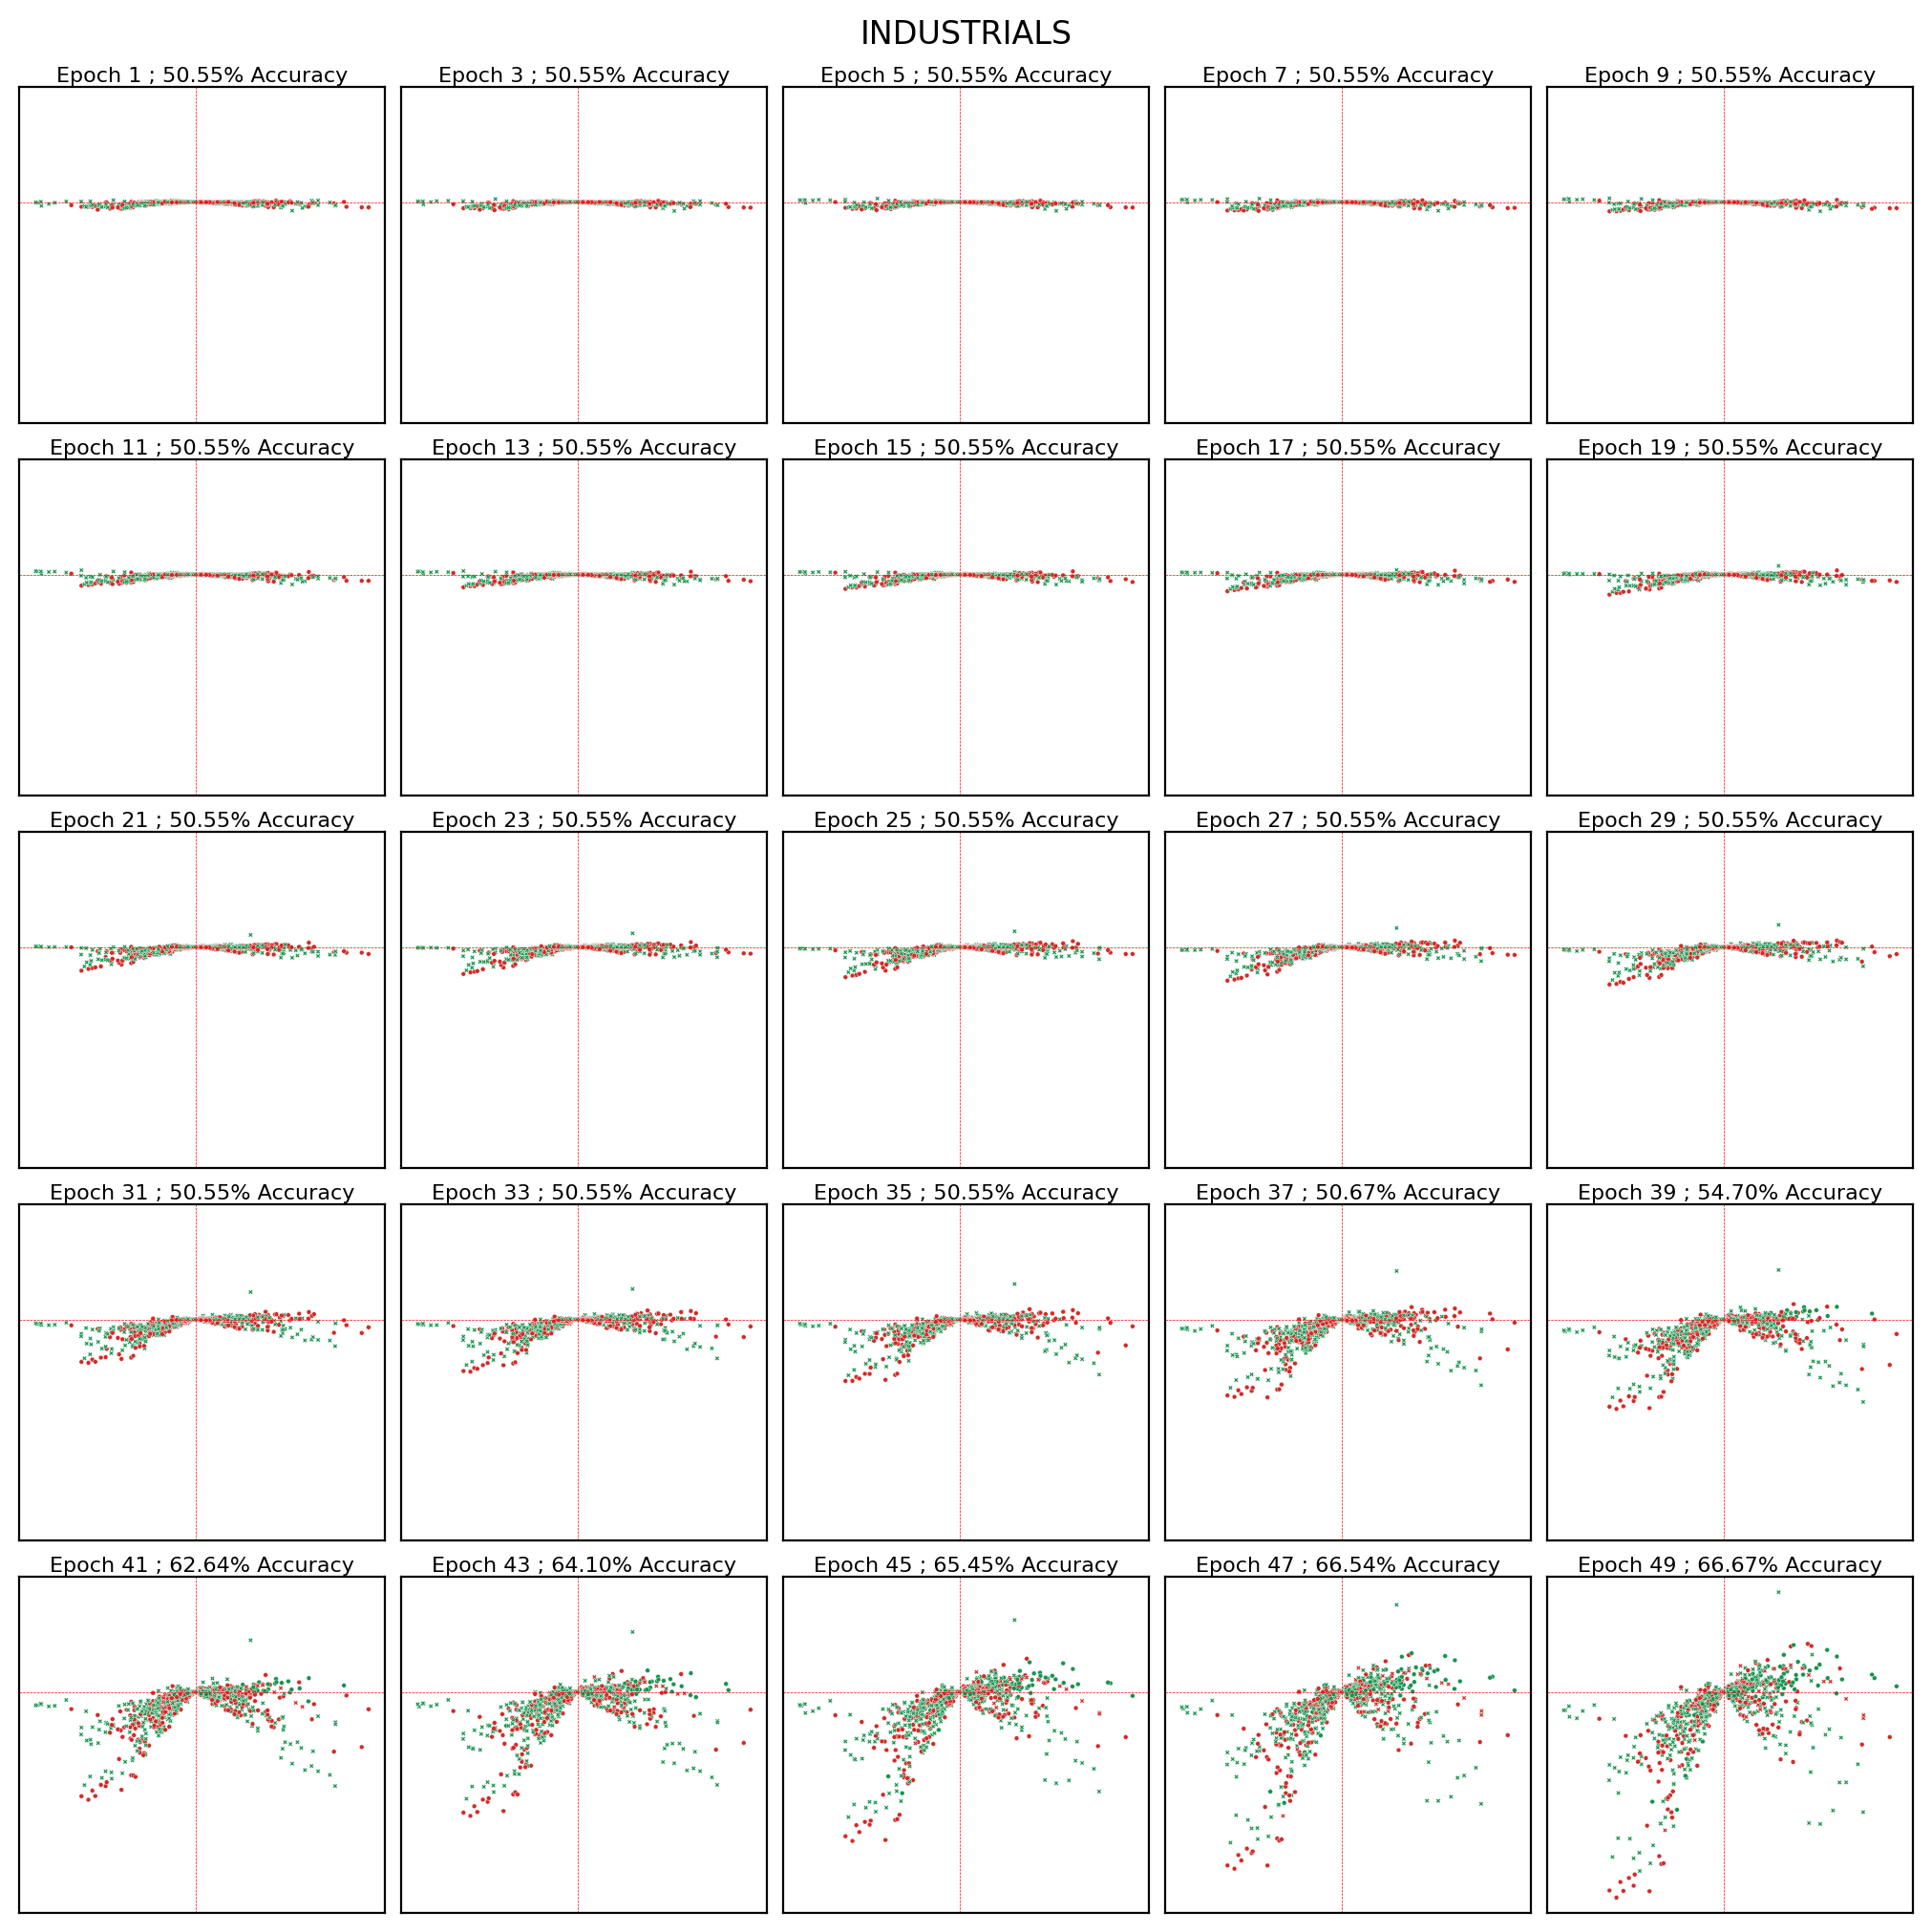 INDUSTRIALS
Epoch 1 ; 50.55% Accuracy
Epoch 3 ; 50.55% Accuracy
Epoch 5 ; 50.55% Accuracy
Epoch 7 ; 50.55% Accuracy
Epoch 9 ; 50.55% Accuracy
Epoch 11 ; 50.55% Accuracy
Epoch 13 ; 50.55% Accuracy
Epoch 15 ; 50.55% Accuracy
Epoch 17 ; 50.55% Accuracy
Epoch 19 ; 50.55% Accuracy
Epoch 21 ; 50.55% Accuracy
Epoch 23 ; 50.55% Accuracy
Epoch 25 ; 50.55% Accuracy
Epoch 27 ; 50.55% Accuracy
Epoch 29 ; 50.55% Accuracy
Epoch 31 ; 50.55% Accuracy
Epoch 33 ; 50.55% Accuracy
Epoch 35 ; 50.55% Accuracy
Epoch 37 ; 50.67% Accuracy
Epoch 39 ; 54.70% Accuracy
Epoch 41 ; 62.64% Accuracy
Epoch 43 ; 64.10% Accuracy
Epoch 45 ; 65.45% Accuracy
Epoch 47 ; 66.54% Accuracy
Epoch 49 ; 66.67% Accuracy